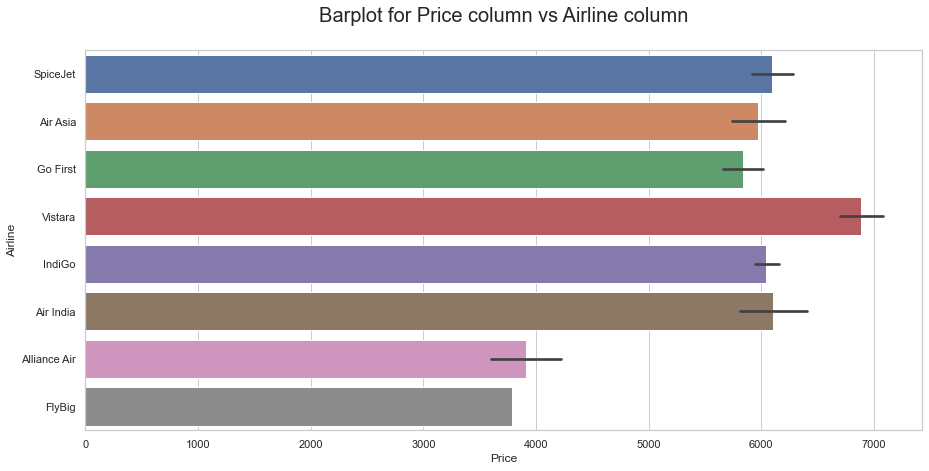 Barplot for Price column vs Airline column
SpiceJet
Air Asia
Go First
Vistara
IndiGo
Air India
Alliance Air
FlyBig
Airline
0 1000 2000 3000 4000 5000 6000 7000
Price